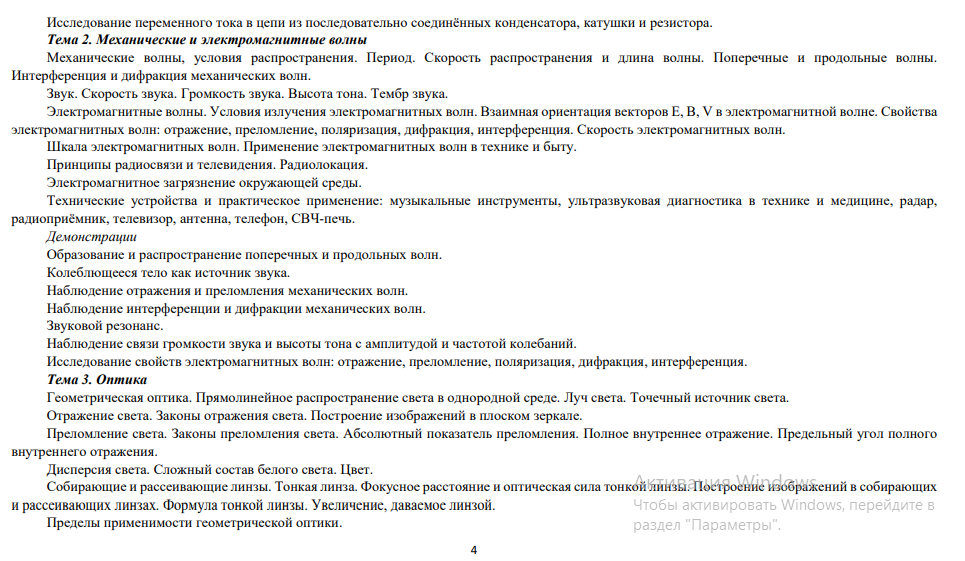 Исследование переменного тока в цепи из последовательно соединённых конденсатора, катушки и резистора.
Тема 2. Механические и электромагнитные волны
Механические волны, условия распространения. Период. Скорость распространения и длина волны. Поперечные и продольные волны.
Интерференция и дифракция механических волн.
Звук. Скорость звука. Громкость звука. Высота тона. Тембр звука.
Электромагнитные волны. Условия излучения электромагнитных волн. Взаимная ориентация векторов E, B, V в электромагнитной волне. Свойства
электромагнитных волн: отражение, преломление, поляризация, дифракция, интерференция. Скорость электромагнитных волн.
Шкала электромагнитных волн. Применение электромагнитных волн в технике и быту.
Принципы радиосвязи и телевидения. Радиолокация.
Электромагнитное загрязнение окружающей среды.
Технические устройства и практическое применение: музыкальные инструменты, ультразвуковая диагностика в технике и медицине, радар,
радиоприёмник, телевизор, антенна, телефон, СВЧ-печь.
Демонстрации
Образование и распространение поперечных и продольных волн.
Колеблющееся тело как источник звука.
Наблюдение отражения и преломления механических волн.
Наблюдение интерференции и дифракции механических волн.
Звуковой резонанс.
Наблюдение связи громкости звука и высоты тона с амплитудой и частотой колебаний.
Исследование свойств электромагнитных волн: отражение, преломление, поляризация, дифракция, интерференция.
Тема 3. Оптика
Геометрическая оптика. Прямолинейное распространение света в однородной среде. Луч света. Точечный источник света.
Отражение света. Законы отражения света. Построение изображений в плоском зеркале.
Преломление света. Законы преломления света. Абсолютный показатель преломления. Полное внутреннее отражение. Предельный угол полного
внутреннего отражения.
Дисперсия света. Сложный состав белого света. Цвет.
Собирающие и рассеивающие линзы. Тонкая линза. Фокусное расстояние и оптическая сила тонкой линзы. Построение изображений в собирающих
и рассеивающих линзах. Формула тонкой линзы. Увеличение, даваемое линзой.
Пределы применимости геометрической оптики.
Активация Windows
Чтобы активировать Windows, перейдите в
раздел "Параметры".
4